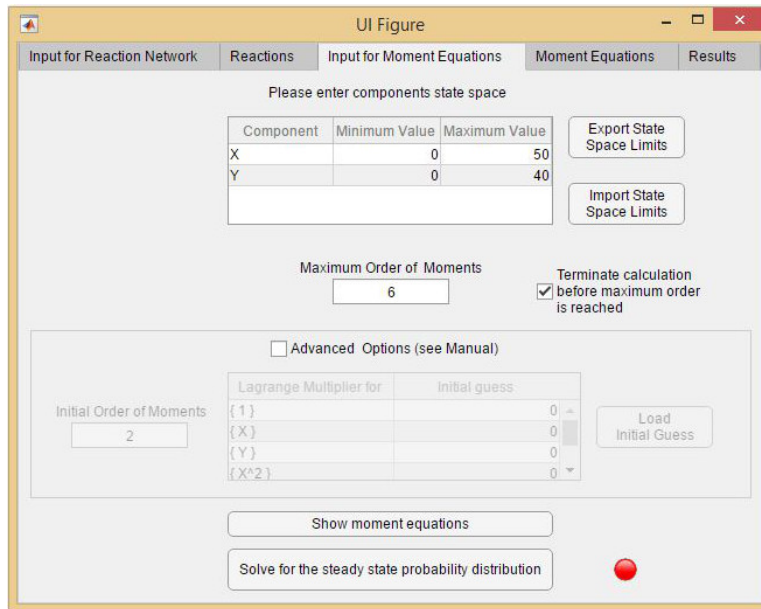 UI Figure
Input for Reaction Network Reactions Input for Moment Equations Moment Equations Results
Please enter components state space
Component Minimum Value Maximum Value
X 0 50
Y 0 40
Export State
Space Limits
Import State
Space Limits
Maximum Order of Moments
6
Terminate calculation
before maximum order
is reached
Advanced Options (see Manual)
Initial Order of Moments
2
Lagrange Multiplier for Initial guess
{ 1 } 0
{ X } 0
{ Y } 0
{ X^2 } 0
Load
Initial Guess
Show moment equations
Solve for the steady state probability distribution